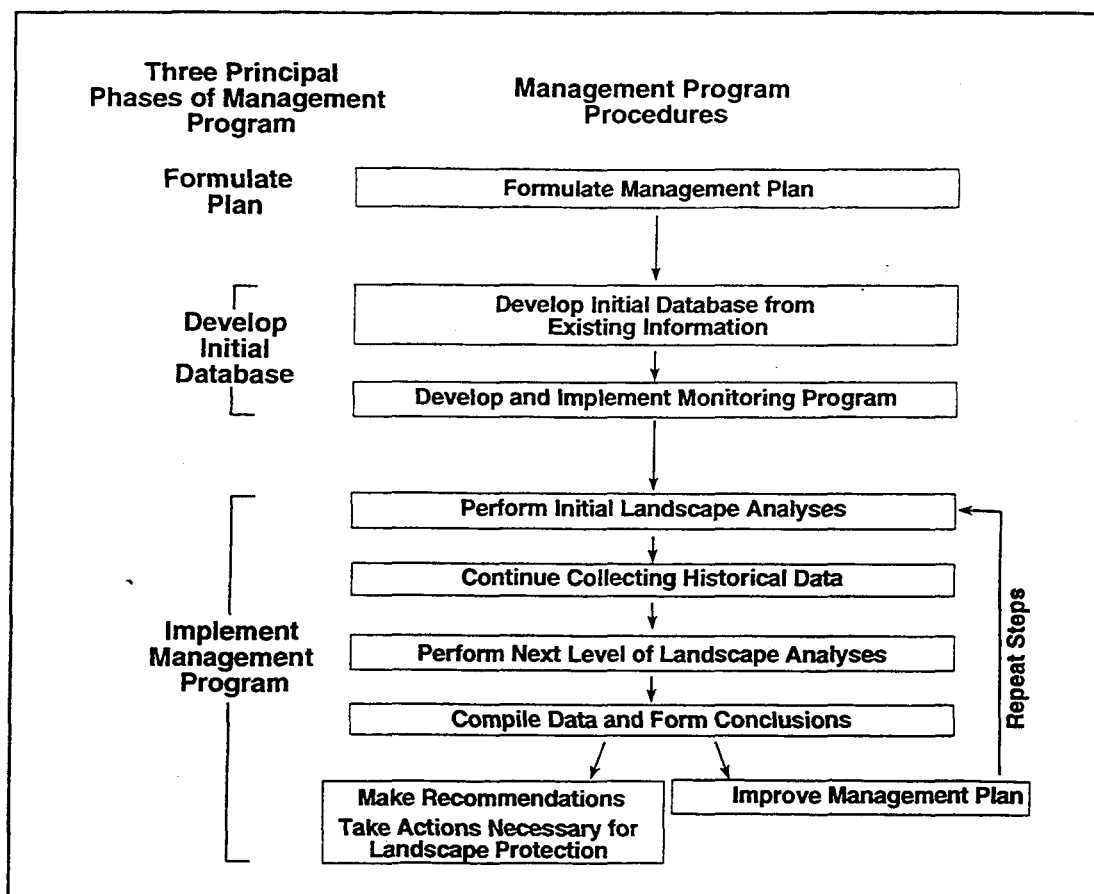 Three Principal
Phases of Management
Program
Management Program
Procedures
Formulate
Plan
Formulate Management Plan
Develop
Initial
Database
Develop Initial Database from
Existing Information
Develop and Implement Monitoring Program
Implement
Management
Program
Perform Initial Landscape Analyses
Continue Collecting Historical Data
Perform Next Level of Landscape Analyses
Compile Data and Form Conclusions
Make Recommendations
Take Actions Necessary for
Landscape Protection
Improve Management Plan
Repeat Steps